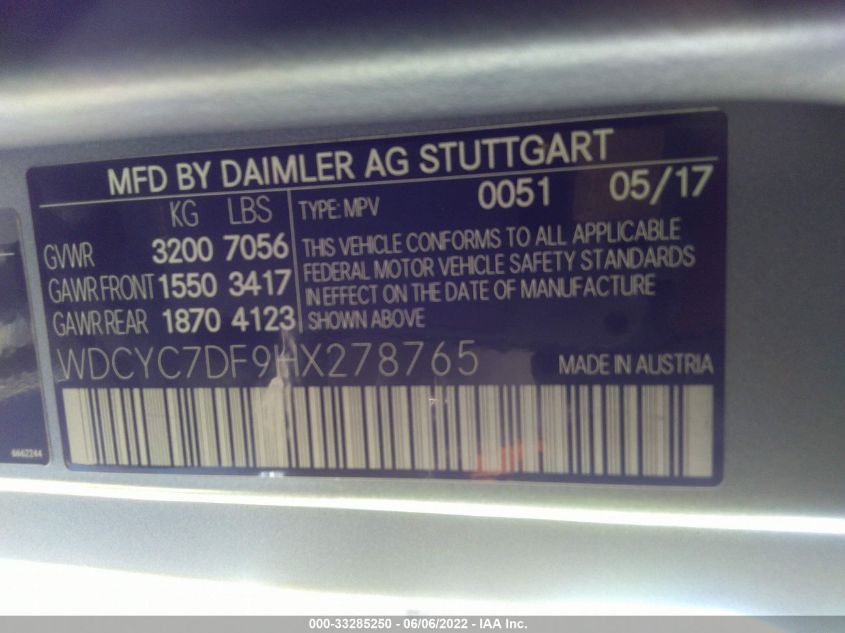 MFD BY DAIMLER AG STUTTGART
0051 05/17
KG LBS
GVWR 3200 7056
GAWR FRONT 1550 3417
GAWR REAR 1870 4123
TYPE: MPV
THIS VEHICLE CONFORMS TO ALL APPLICABLE
FEDERAL MOTOR VEHICLE SAFETY STANDARDS
IN EFFECT ON THE DATE OF MANUFACTURE
SHOWN ABOVE
WDCYC7DF9HX278765
MADE IN AUSTRIA
6662244
000-33285250 - 06/06/2022 - IAA Inc.